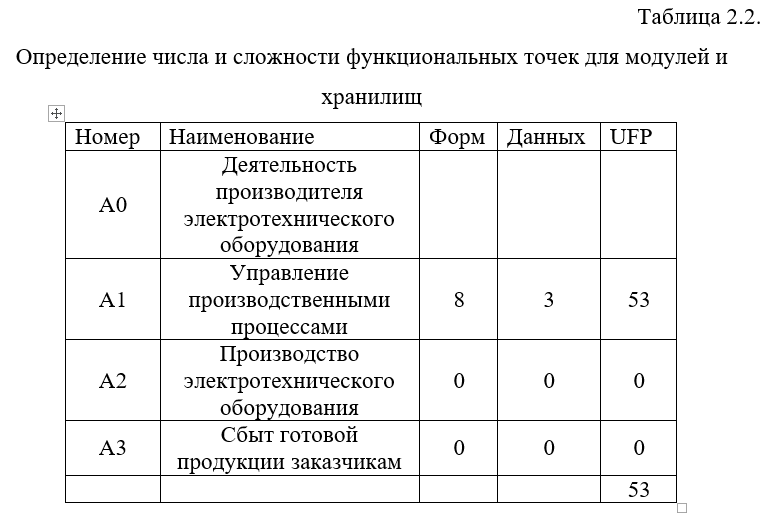 Таблица 2.2.
Определение числа и сложности функциональных точек для модулей и
хранилищ
Номер Наименование Форм Данных UFP
Деятельность
производителя
A0
электротехнического
оборудования
Управление
A1 производственными 8 3 53
процессами
Производство
A2 электротехнического 0 0 0
оборудования
Сбыт готовой
A3 0 0 0
продукции заказчикам
53